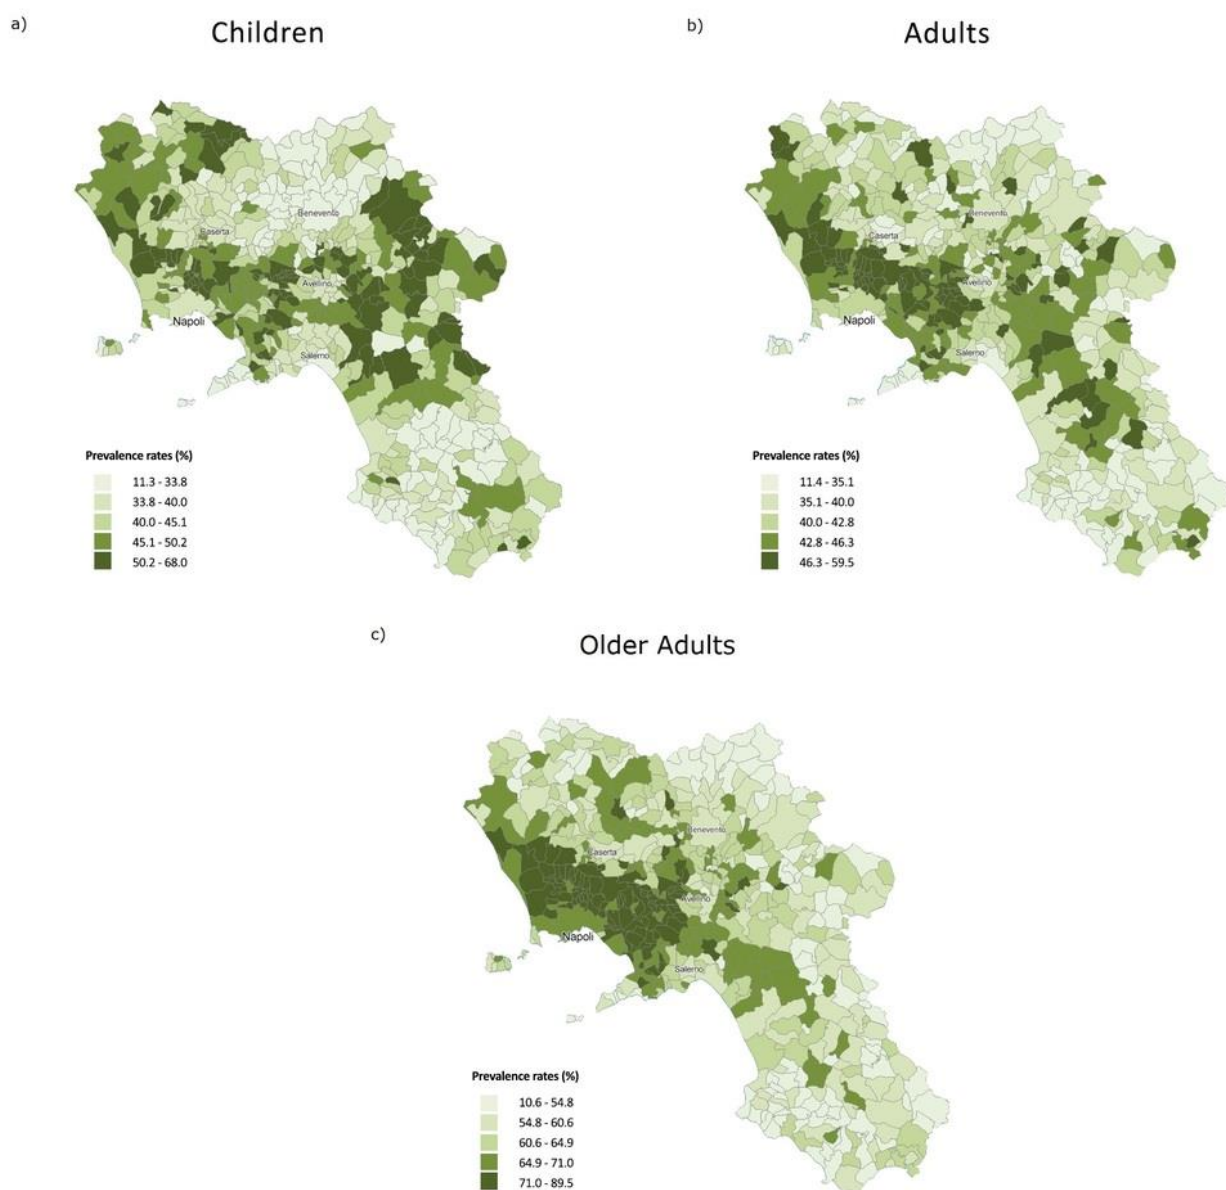 a)
Children
Benevento
Caserta
Avellino
Napoli
Salerno
Prevalence rates (%)
11.3 - 33.8
33.8 - 40.0
40.0 - 45.1
45.1 - 50.2
50.2 - 68.0
b)
Adults
Benevento
Caserta
Avellino
Napoli
Salerno
Prevalence rates (%)
11.4 - 35.1
35.1 - 40.0
40.0 - 42.8
42.8 - 46.3
46.3 - 59.5
c)
Older Adults
Benevento
Caserta
Avellino
Napoli
Salerno
Prevalence rates (%)
10.6 - 54.8
54.8 - 60.6
60.6 - 64.9
64.9 - 71.0
71.0 - 89.5